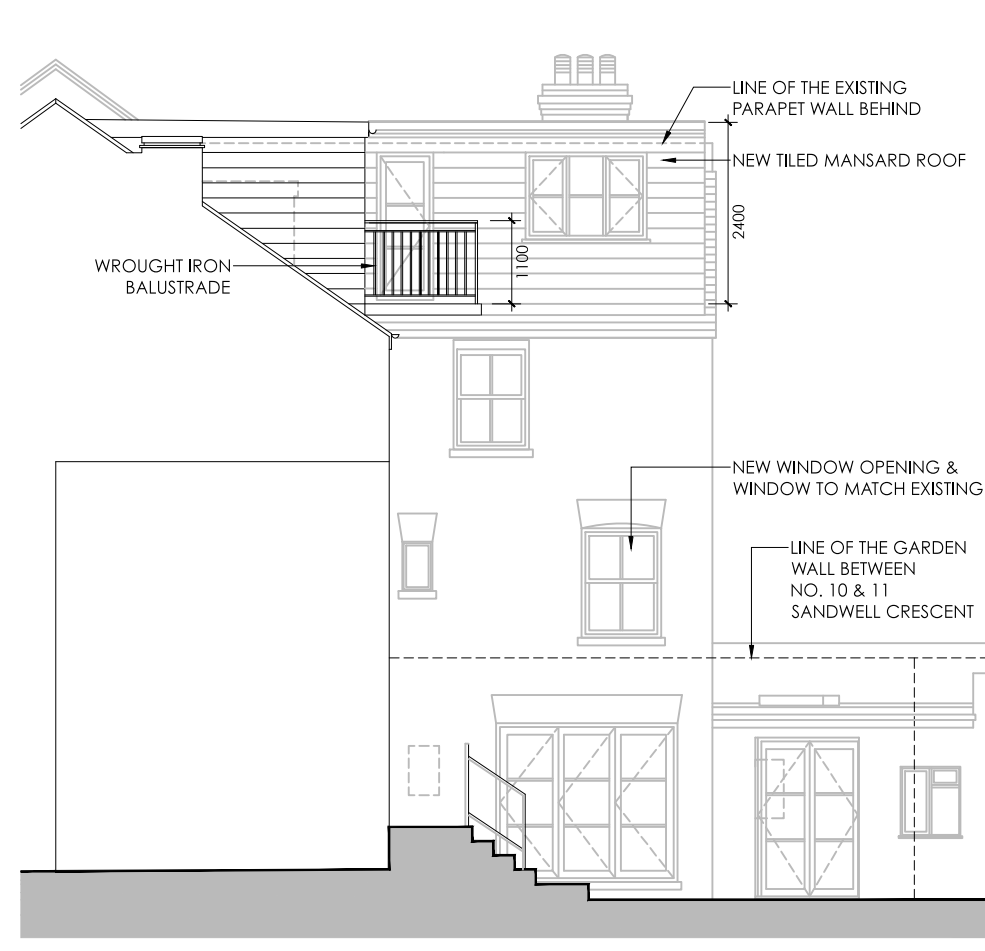 LINE OF THE EXISTING
PARAPET WALL BEHIND
NEW TILED MANSARD ROOF
2400
1100
WROUGHT IRON
BALUSTRADE
NEW WINDOW OPENING &
WINDOW TO MATCH EXISTING
LINE OF THE GARDEN
WALL BETWEEN
NO. 10 & 11
SANDWELL CRESCENT